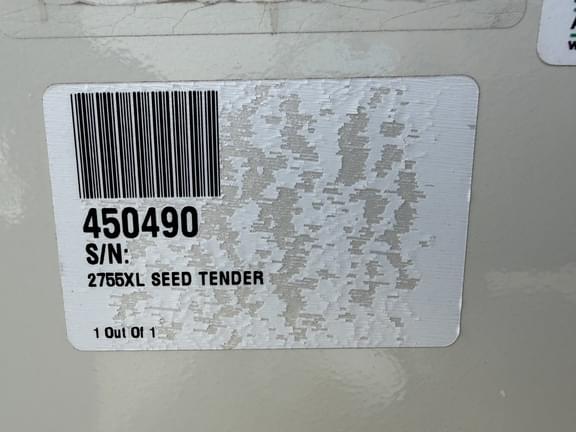 450490
S/N:
2755XL SEED TENDER
1 Out Of 1